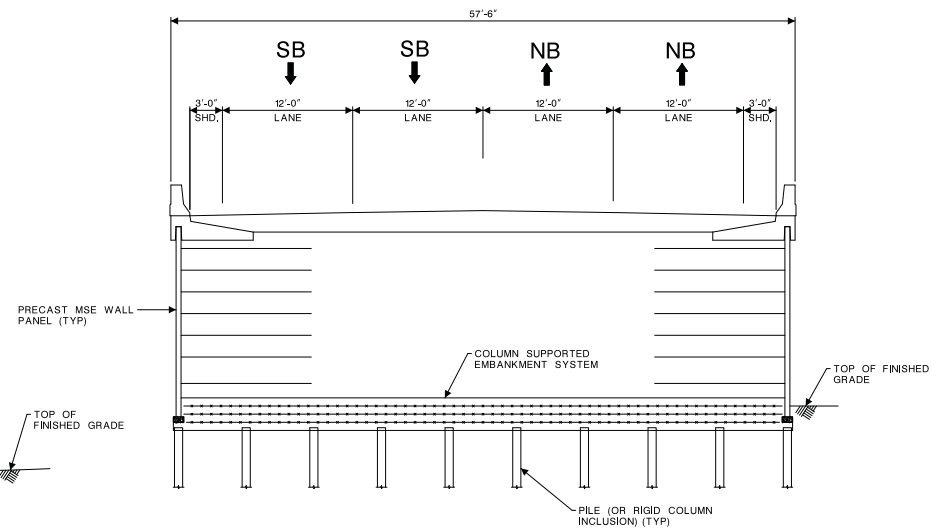 57'-6"
SB
SB
NB
NB
3'-0"
12'-0"
12'-0"
12'-0"
12'-0"
3'-0"
SHD.
LANE
LANE
LANE
LANE
SHD.
PRECAST MSE WALL
PANEL (TYP)
COLUMN SUPPORTED
EMBANKMENT SYSTEM
TOP OF FINISHED
GRADE
TOP OF
FINISHED GRADE
PILE (OR RIGID COLUMN
INCLUSION) (TYP)